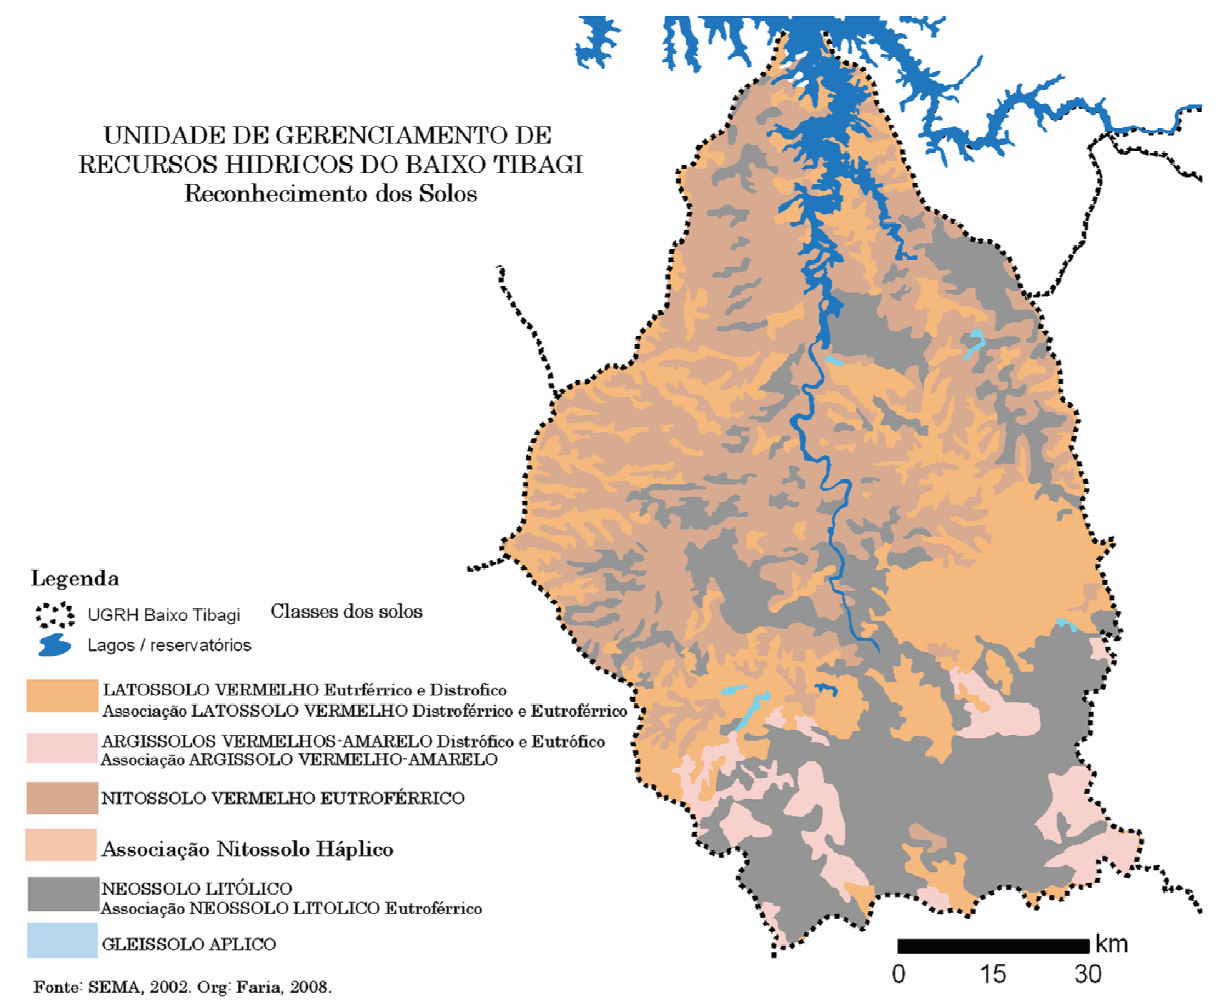 UNIDADE DE GERENCIAMENTO DE
RECURSOS HIDRICOS DO BAIXO TIBAGI
Reconhecimento dos Solos
Legenda
UGRH Baixo Tibagi
Classes dos solos
Lagos / reservatórios
LATOSSOLO VERMELHO Eutrférrico e Distrofico
Associação LATOSSOLO VERMELHO Distroférrico e Eutroférrico
ARGISSOLOS VERMELHOS-AMARELO Distrófico e Eutrófico
Associação ARGISSOLO VERMELHO-AMARELO
NITOSSOLO VERMELHO EUTROFÉRRICO
Associação Nitossolo Háplico
NEOSSOLO LITÓLICO
Associação NEOSSOLO LITOLICO Eutroférrico
GLEISSOLO APLICO
Fonte: SEMA, 2002. Org: Faria, 2008.
km
0 15 30